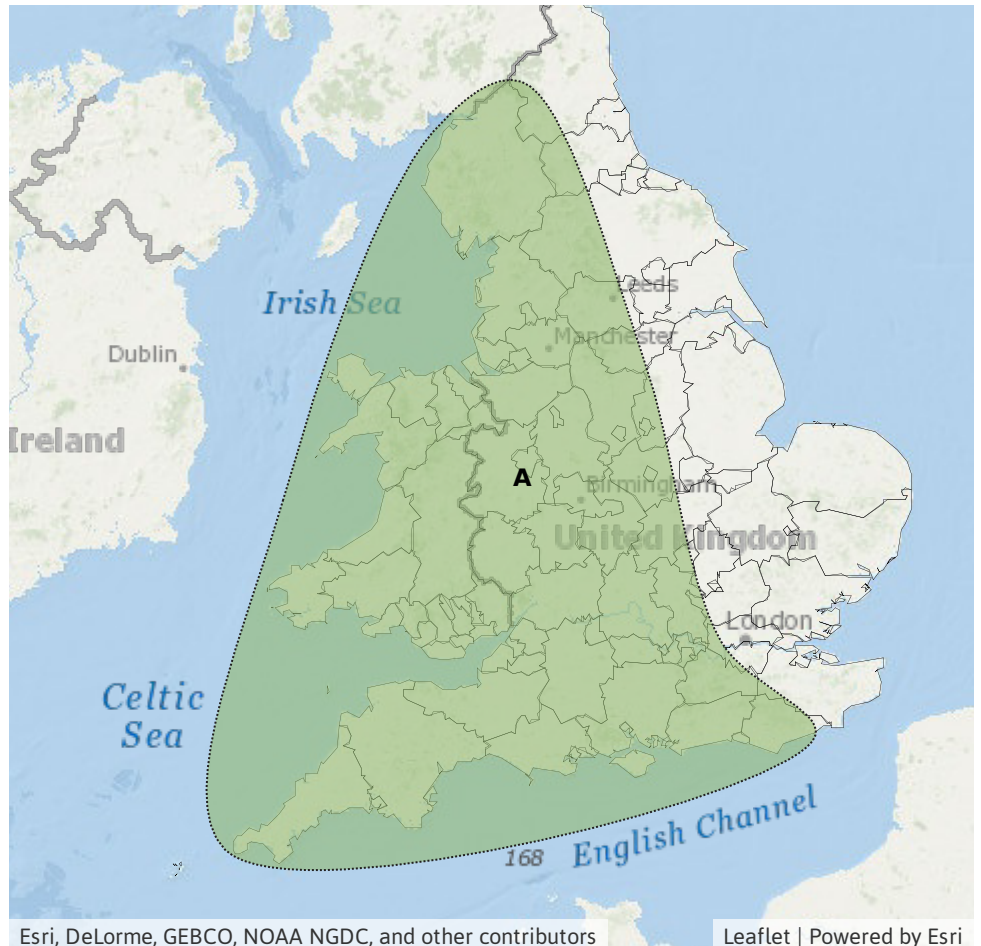 Leeds
Irish Sea
Manchester
Dublin
Ireland
A
Birmingham
United Kingdom
London
Celtic
Sea
English Channel
168
Esri, DeLorme, GEBCO, NOAA NGDC, and other contributors
Leaflet | Powered by Esri